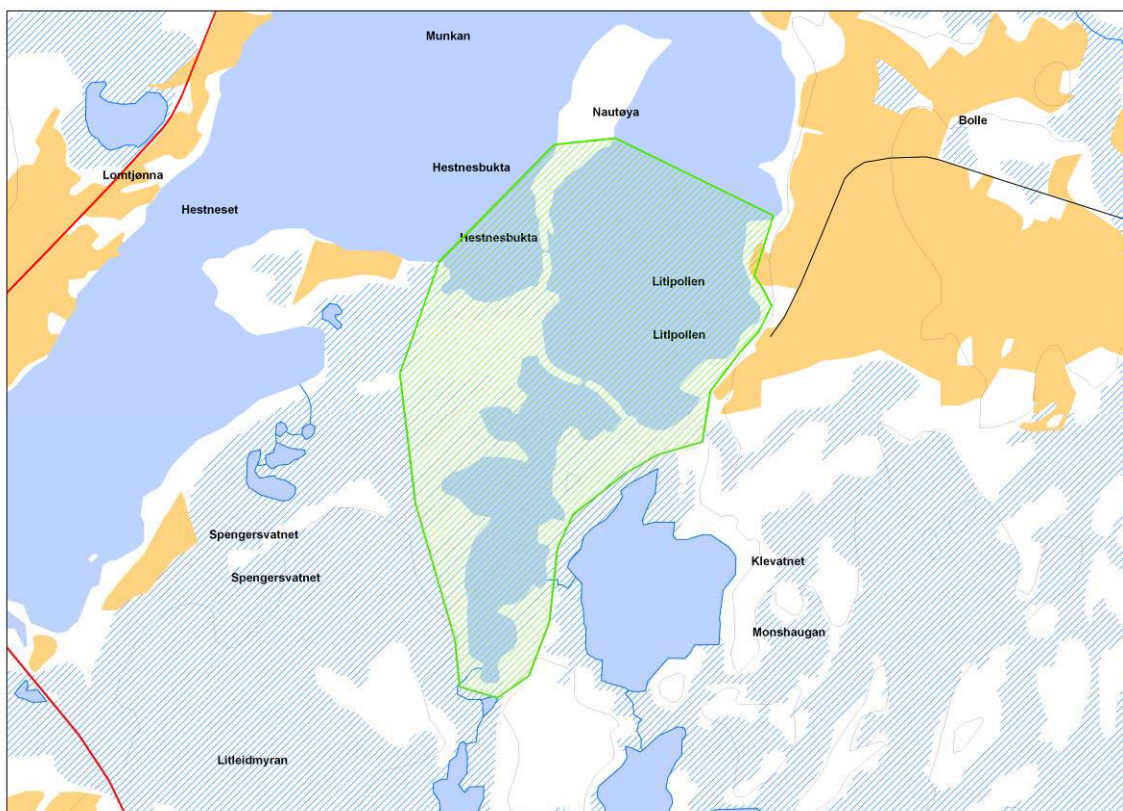 Munkan
Nautøya
Bolle
Hestnesbukta
Lomtjønna
Hestneset
Hestnesbukta
Litlpollen
Litlpollen
Spengersvatnet
Klevatnet
Spengersvatnet
Monshaugan
Litleidmyran